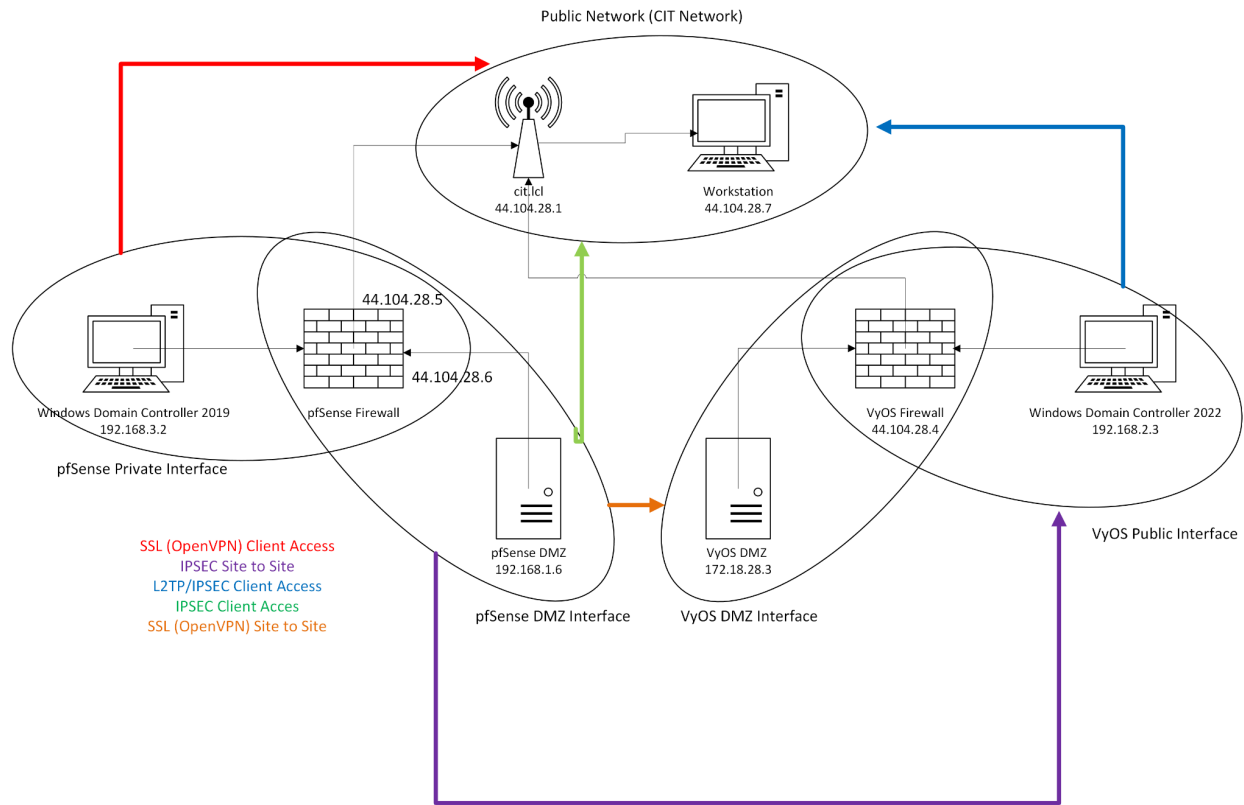 Public Network (CIT Network)
cit.lcl
44.104.28.1
Workstation
44.104.28.7
44.104.28.5
44.104.28.6
Windows Domain Controller 2019
192.168.3.2
pfSense Firewall
VyOS Firewall
44.104.28.4
Windows Domain Controller 2022
192.168.2.3
pfSense Private Interface
VyOS Public Interface
pfSense DMZ
192.168.1.6
VyOS DMZ
172.18.28.3
pfSense DMZ Interface
VyOS DMZ Interface
SSL (OpenVPN) Client Access
IPSEC Site to Site
L2TP/IPSEC Client Access
IPSEC Client Acces
SSL (OpenVPN) Site to Site